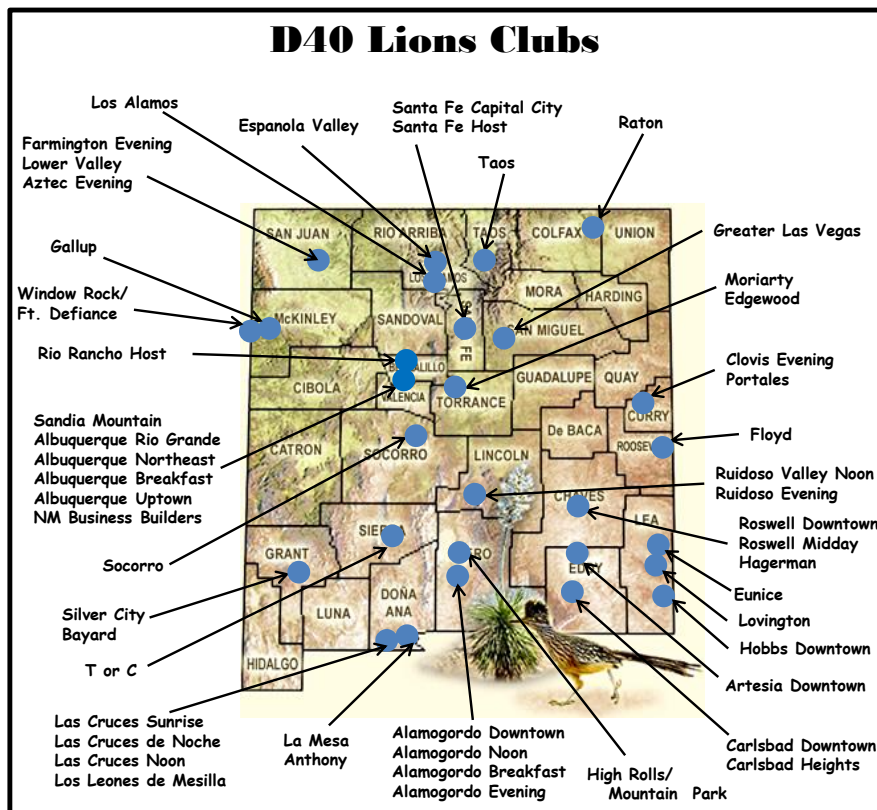 D40 Lions Clubs
Los Alamos
Espanola Valley
Santa Fe Capital City
Santa Fe Host
Raton
Farmington Evening
Lower Valley
Aztec Evening
Taos
Gallup
Greater Las Vegas
Window Rock/
Ft. Defiance
Moriarty
Edgewood
Rio Rancho Host
Clovis Evening
Portales
Sandia Mountain
Albuquerque Rio Grande
Albuquerque Northeast
Albuquerque Breakfast
Albuquerque Uptown
NM Business Builders
Floyd
Ruidoso Valley Noon
Ruidoso Evening
Socorro
Roswell Downtown
Roswell Midday
Hagerman
Eunice
Silver City
Bayard
Lovington
Hobbs Downtown
T or C
Artesia Downtown
Las Cruces Sunrise
Las Cruces de Noche
Las Cruces Noon
Los Leones de Mesilla
La Mesa
Anthony
Alamogordo Downtown
Alamogordo Noon
Alamogordo Breakfast
Alamogordo Evening
High Rolls/
Mountain Park
Carlsbad Downtown
Carlsbad Heights
SAN JUAN
RIO ARRIBA
TAOS
COLFAX
UNION
MORA
HARDING
McKINLEY
SANDOVAL
FE
SAN MIGUEL
CIBOLA
VALENCIA
TORRANCE
GUADALUPE
QUAY
CURRY
De BACA
CATRON
SOCORRO
LINCOLN
CHAVES
LEA
GRANT
SIERRA
EDDY
LUNA
DOÑA
ANA
HIDALGO